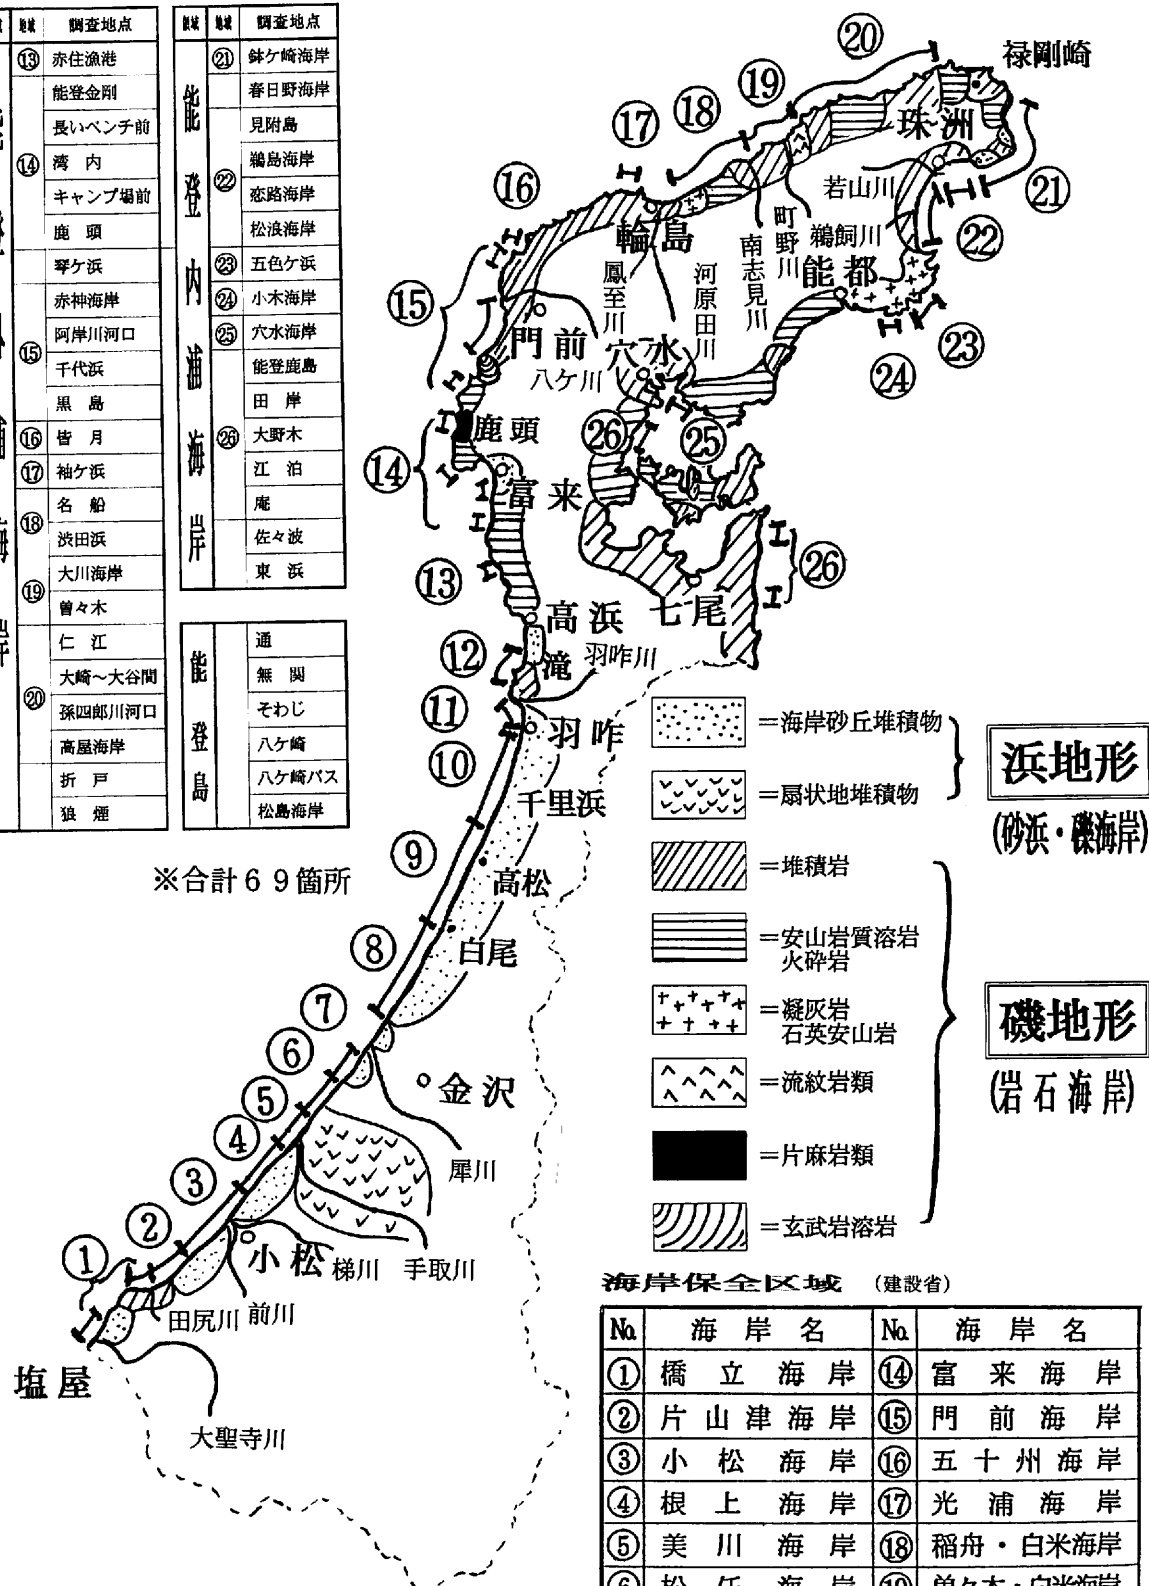 地域 調査地点
⑬ 赤住漁港
能登金剛
長いベンチ前
⑭ 湾内
キャンプ場前
鹿頭
琴ケ浜
赤神海岸
⑮ 阿岸川河口
千代浜
黒島
⑯ 皆月
⑰ 袖ケ浜
⑱ 名船
渋田浜
⑲ 大川海岸
曽々木
仁江
大崎～大谷間
⑳ 孫四郎川河口
高屋海岸
折戸
狼煙
領域 地域 調査地点
能登内浦海岸
㉑ 鉢ケ崎海岸
春日野海岸
見附島
㉒ 鵜島海岸
恋路海岸
松浪海岸
㉓ 五色ケ浜
㉔ 小木海岸
㉕ 穴水海岸
能登鹿島
田岸
㉖ 大野木
江泊
庵
佐々波
東浜
能登島
通
無関
そわじ
八ケ崎
八ケ崎バス
松島海岸
※合計69箇所
⑳
禄剛崎
⑲
⑱
⑰
珠洲
⑯
若山川
㉑
町野川
鵜飼川
㉒
輪島
南志見川
能都
鳳至川
河原田川
⑮
門前
穴水
㉓
八ケ川
㉔
鹿頭
㉖
㉕
⑭
富来
⑬
㉖
高浜
七尾
⑫
滝
羽咋川
⑪
羽咋
⑩
千里浜
⑨
高松
⑧
白尾
⑦
⑥
金沢
⑤
④
犀川
③
②
小松
梯川
手取川
①
田尻川
前川
塩屋
大聖寺川
=海岸砂丘堆積物
=扇状地堆積物
浜地形
(砂浜・礫海岸)
=堆積岩
=安山岩質溶岩
火砕岩
=凝灰岩
石英安山岩
=流紋岩類
=片麻岩類
=玄武岩溶岩
磯地形
(岩石海岸)
海岸保全区域 (建設省)
No. 海岸名 No. 海岸名
① 橋立海岸 ⑭ 富来海岸
② 片山津海岸 ⑮ 門前海岸
③ 小松海岸 ⑯ 五十州海岸
④ 根上海岸 ⑰ 光浦海岸
⑤ 美川海岸 ⑱ 稲舟・白米海岸